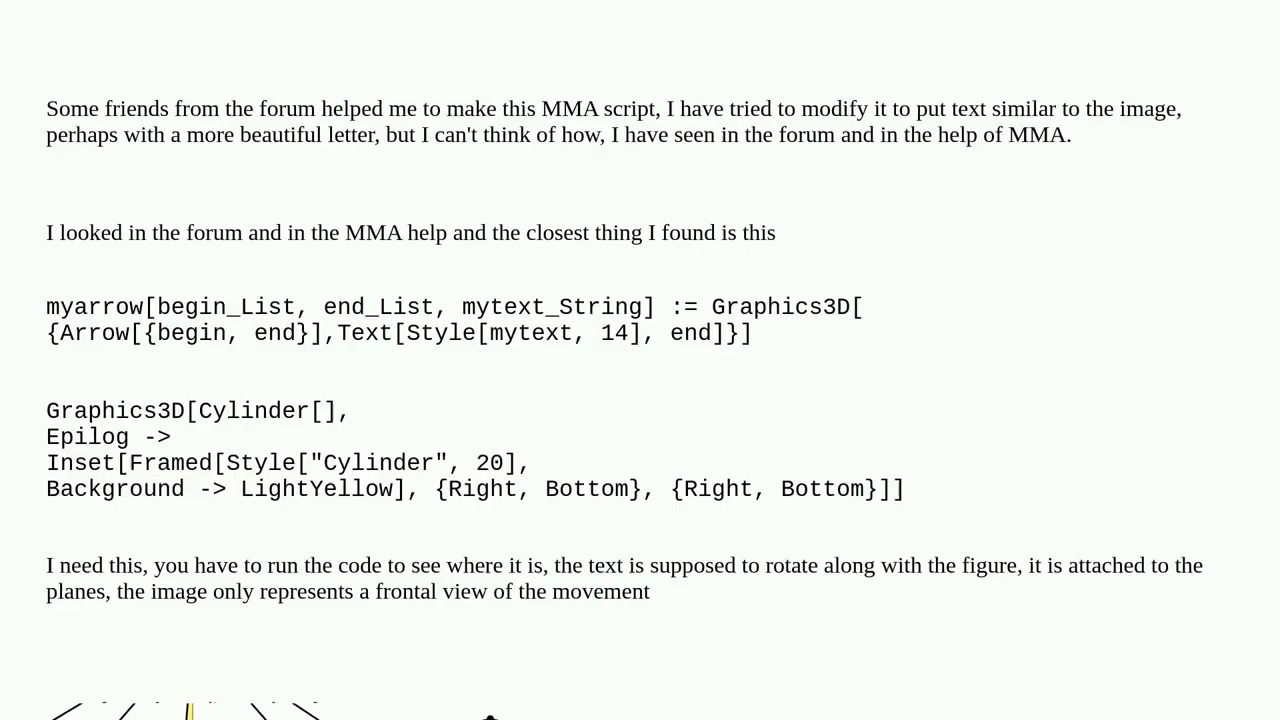 Some friends from the forum helped me to make this MMA script, I have tried to modify it to put text similar to the image,
perhaps with a more beautiful letter, but I can't think of how, I have seen in the forum and in the help of MMA.
I looked in the forum and in the MMA help and the closest thing I found is this
myarrow[begin_List, end_List, mytext_String] := Graphics3D[
{Arrow[{begin, end}],Text[Style[mytext, 14], end]}]
Graphics3D[Cylinder[],
Epilog ->
Inset[Framed[Style["Cylinder", 20],
Background -> LightYellow], {Right, Bottom}, {Right, Bottom}]]
I need this, you have to run the code to see where it is, the text is supposed to rotate along with the figure, it is attached to the
planes, the image only represents a frontal view of the movement